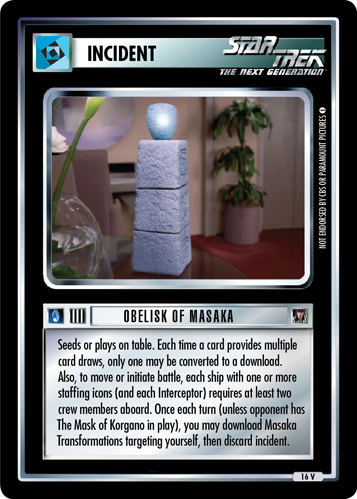 INCIDENT
STAR TREK
THE NEXT GENERATION
NOT ENDORSED BY CBS OR PARAMOUNT PICTURES
OBELISK OF MASAKA
Seeds or plays on table. Each time a card provides multiple
card draws, only one may be converted to a download.
Also, to move or initiate battle, each ship with one or more
staffing icons (and each Interceptor) requires at least two
crew members aboard. Once each turn (unless opponent has
The Mask of Korgano in play), you may download Masaka
Transformations targeting yourself, then discard incident.
16 V